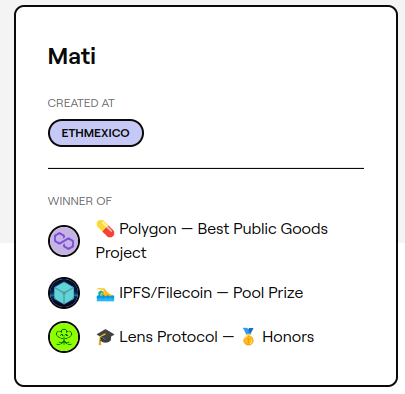 Mati
CREATED AT
ETHMEXICO
WINNER OF
💊 Polygon — Best Public Goods
Project
🏊 IPFS/Filecoin — Pool Prize
🎓 Lens Protocol — 🥇 Honors